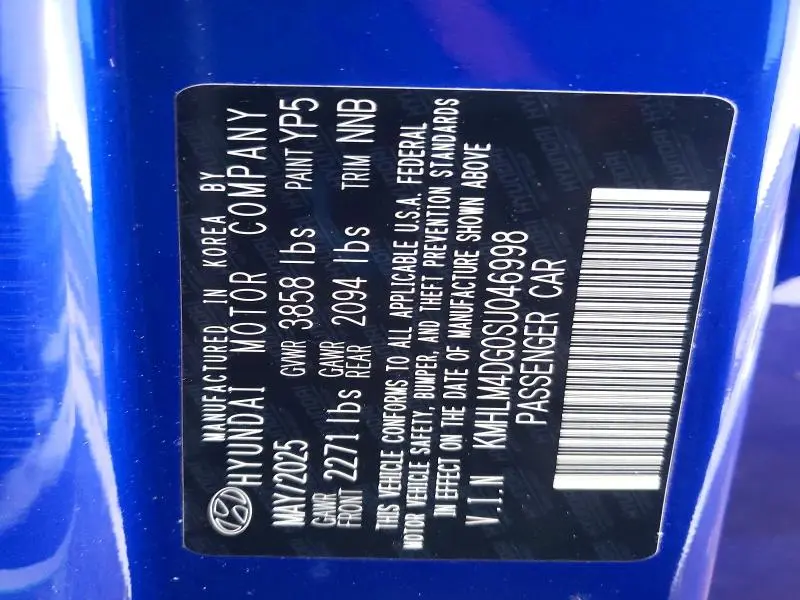 MANUFACTURED IN KOREA BY
HYUNDAI MOTOR COMPANY
MAY/2025 GVWR 3858 lbs PAINT YP5
GAWR FRONT 2271 lbs GAWR REAR 2094 lbs TRIM NNB
THIS VEHICLE CONFORMS TO ALL APPLICABLE U.S.A. FEDERAL
MOTOR VEHICLE SAFETY, BUMPER, AND THEFT PREVENTION STANDARDS
IN EFFECT ON THE DATE OF MANUFACTURE SHOWN ABOVE
V.I.N KMHLM4DG0SU046998
PASSENGER CAR